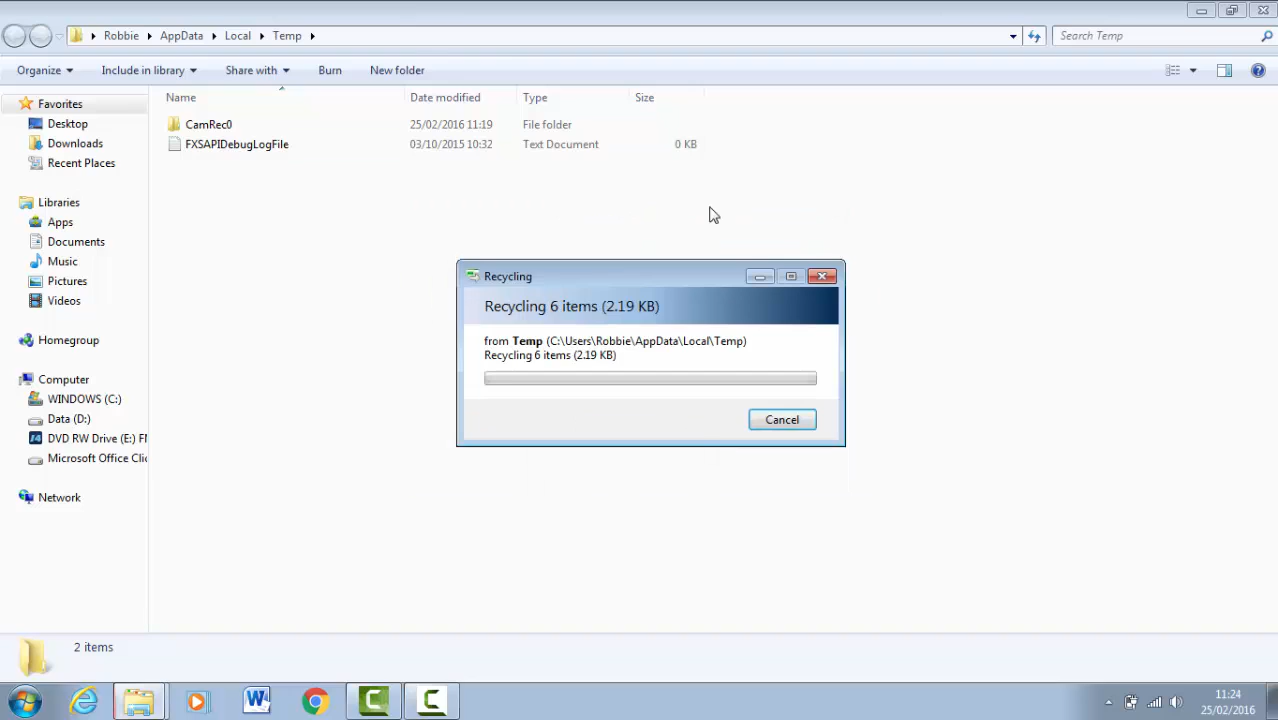 Robbie ▸ AppData ▸ Local ▸ Temp ▸
Search Temp
Organize Include in library Share with Burn New folder
Name Date modified Type Size
Favorites
Desktop
Downloads
Recent Places
Libraries
Apps
Documents
Music
Pictures
Videos
Homegroup
Computer
WINDOWS (C:)
Data (D:)
DVD RW Drive (E:) FM
Microsoft Office Clic
Network
CamRec0 25/02/2016 11:19 File folder
FXSAPIDebugLogFile 03/10/2015 10:32 Text Document 0 KB
Recycling
Recycling 6 items (2.19 KB)
from Temp (C:\Users\Robbie\AppData\Local\Temp)
Recycling 6 items (2.19 KB)
Cancel
2 items
11:24
25/02/2016